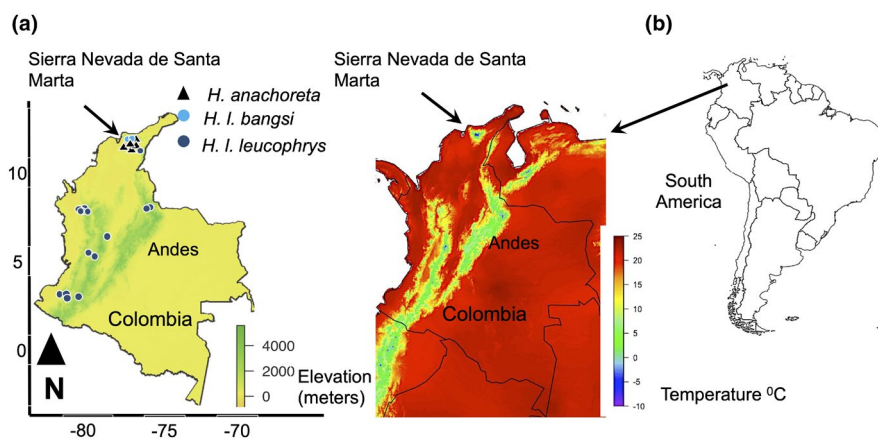 (a)
(b)
Sierra Nevada de Santa
Marta
H. anachoreta
H. l. bangsi
H. l. leucophrys
10
5
0
Andes
Colombia
N
4000
2000
0
Elevation
(meters)
-80
-75
-70
Sierra Nevada de Santa
Marta
Andes
Colombia
South
America
25
20
15
10
5
0
-5
-10
Temperature ⁰C